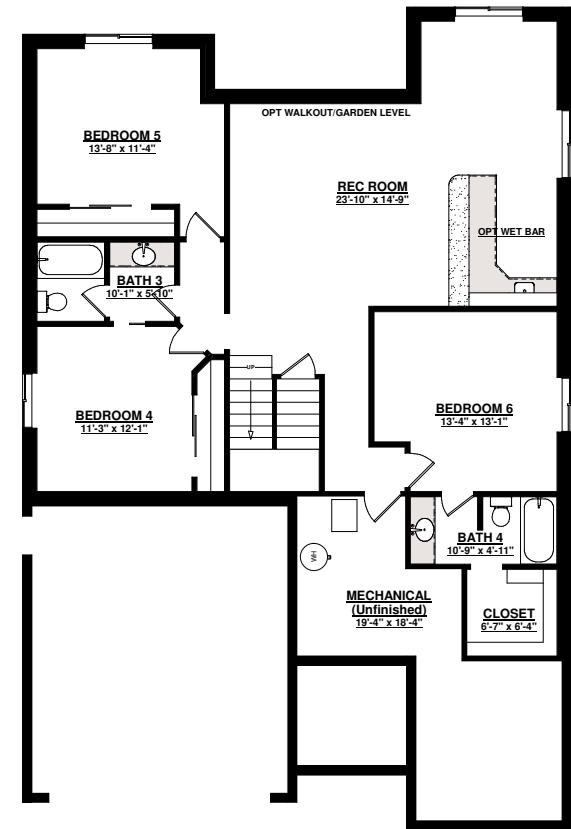 OPT WALKOUT/GARDEN LEVEL
BEDROOM 5
13'-8" x 11'-4"
REC ROOM
23'-10" x 14'-9"
OPT WET BAR
BATH 3
10'-1" x 5'-10"
UP
BEDROOM 4
11'-3" x 12'-1"
BEDROOM 6
13'-4" x 13'-1"
BATH 4
10'-9" x 4'-11"
WH
MECHANICAL
(Unfinished)
19'-4" x 18'-4"
CLOSET
6'-7" x 6'-4"